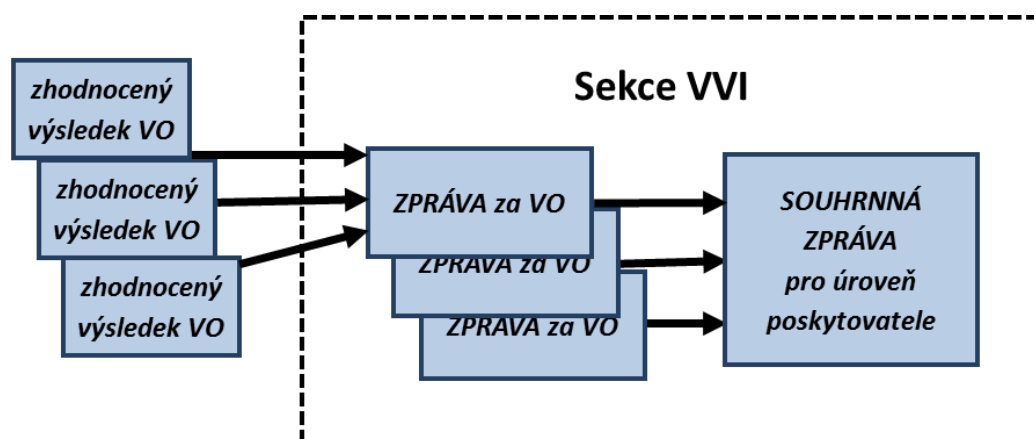 Sekce VVI
zhodnocený
výsledek VO
zhodnocený
výsledek VO
zhodnocený
výsledek VO
ZPRÁVA za VO
ZPRÁVA za VO
ZPRÁVA za VO
SOUHRNNÁ
ZPRÁVA
pro úroveň
poskytovatele